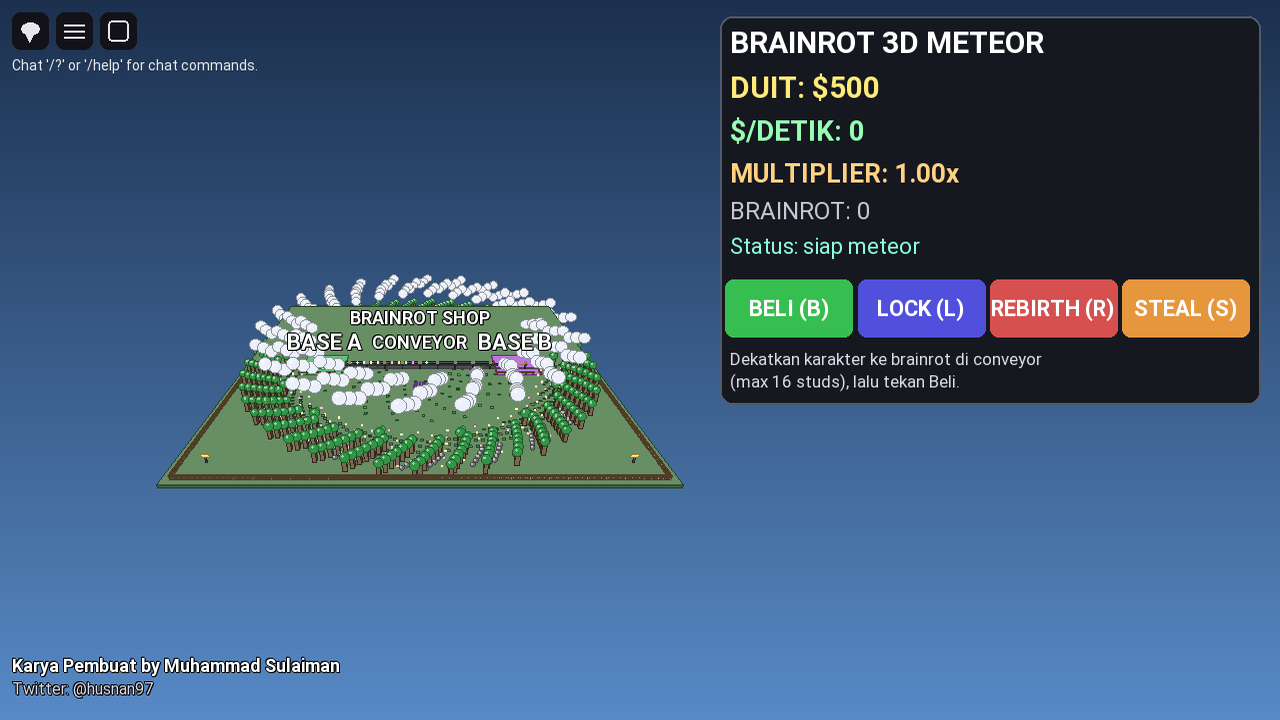 Chat '/?' or '/help' for chat commands.
BRAINROT 3D METEOR
DUIT: $500
$/DETIK: 0
MULTIPLIER: 1.00x
BRAINROT: 0
Status: siap meteor
BELI (B)
LOCK (L)
REBIRTH (R)
STEAL (S)
Dekatkan karakter ke brainrot di conveyor
(max 16 studs), lalu tekan Beli.
BRAINROT SHOP
BASE A
CONVEYOR
BASE B
Karya Pembuat by Muhammad Sulaiman
Twitter: @husnan97